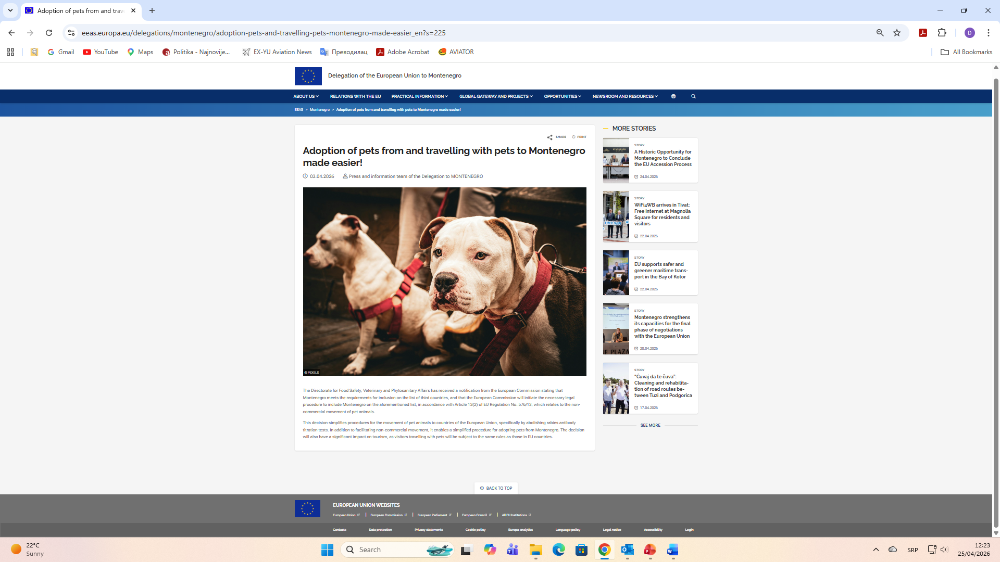 Adoption of pets from and trav
eeas.europa.eu/delegations/montenegro/adoption-pets-and-travelling-pets-montenegro-made-easier_en?s=225
D
Gmail
YouTube
Maps
Politika - Najnovije...
EX-YU Aviation News
Преводилац
Adobe Acrobat
AVIATOR
All Bookmarks
Delegation of the European Union to Montenegro
ABOUT US
RELATIONS WITH THE EU
PRACTICAL INFORMATION
GLOBAL GATEWAY AND PROJECTS
OPPORTUNITIES
NEWSROOM AND RESOURCES
EEAS > Montenegro > Adoption of pets from and travelling with pets to Montenegro made easier!
SHARE
PRINT
Adoption of pets from and travelling with pets to Montenegro
made easier!
03.04.2026
Press and information team of the Delegation to MONTENEGRO
© PEXELS
The Directorate for Food Safety, Veterinary and Phytosanitary Affairs has received a notification from the European Commission stating that
Montenegro meets the requirements for inclusion on the list of third countries, and that the European Commission will initiate the necessary legal
procedure to include Montenegro on the aforementioned list, in accordance with Article 13(2) of EU Regulation No. 576/13, which relates to the non-
commercial movement of pet animals.
This decision simplifies procedures for the movement of pet animals to countries of the European Union, specifically by abolishing rabies antibody
titration tests. In addition to facilitating non-commercial movement, it enables a simplified procedure for adopting pets from Montenegro. The decision
will also have a significant impact on tourism, as visitors travelling with pets will be subject to the same rules as those in EU countries.
MORE STORIES
STORY
A Historic Opportunity for
Montenegro to Conclude
the EU Accession Process
24.04.2026
STORY
WiFi4WB arrives in Tivat:
Free internet at Magnolia
Square for residents and
visitors
22.04.2026
FREE WIFI
STORY
EU supports safer and
greener maritime trans-
port in the Bay of Kotor
22.04.2026
STORY
Montenegro strengthens
its capacities for the final
phase of negotiations
with the European Union
20.04.2026
E PLAZA
STORY
"Čuvaj da te čuva":
Cleaning and rehabilita-
tion of road routes be-
tween Tuzi and Podgorica
17.04.2026
SEE MORE
BACK TO TOP
EUROPEAN UNION WEBSITES
European Union
European Commission
European Parliament
European Council
All EU Institutions
Contacts
Data protection
Privacy statements
Cookie policy
Europa analytics
Language policy
Legal notice
Accessibility
Login
22°C
Sunny
Search
SRP
12:23
25/04/2026